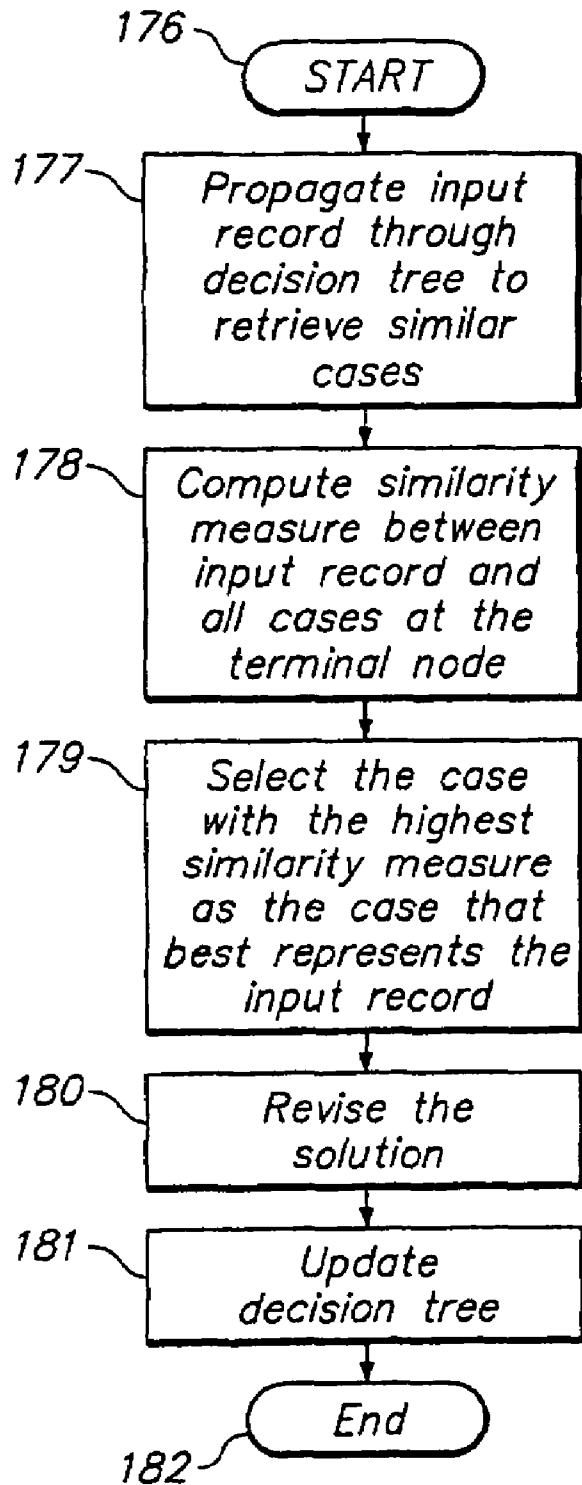 176
START
177
Propagate input
record through
decision tree to
retrieve similar
cases
178
Compute similarity
measure between
input record and
all cases at the
terminal node
179
Select the case
with the highest
similarity measure
as the case that
best represents the
input record
180
Revise the
solution
181
Update
decision tree
End
182